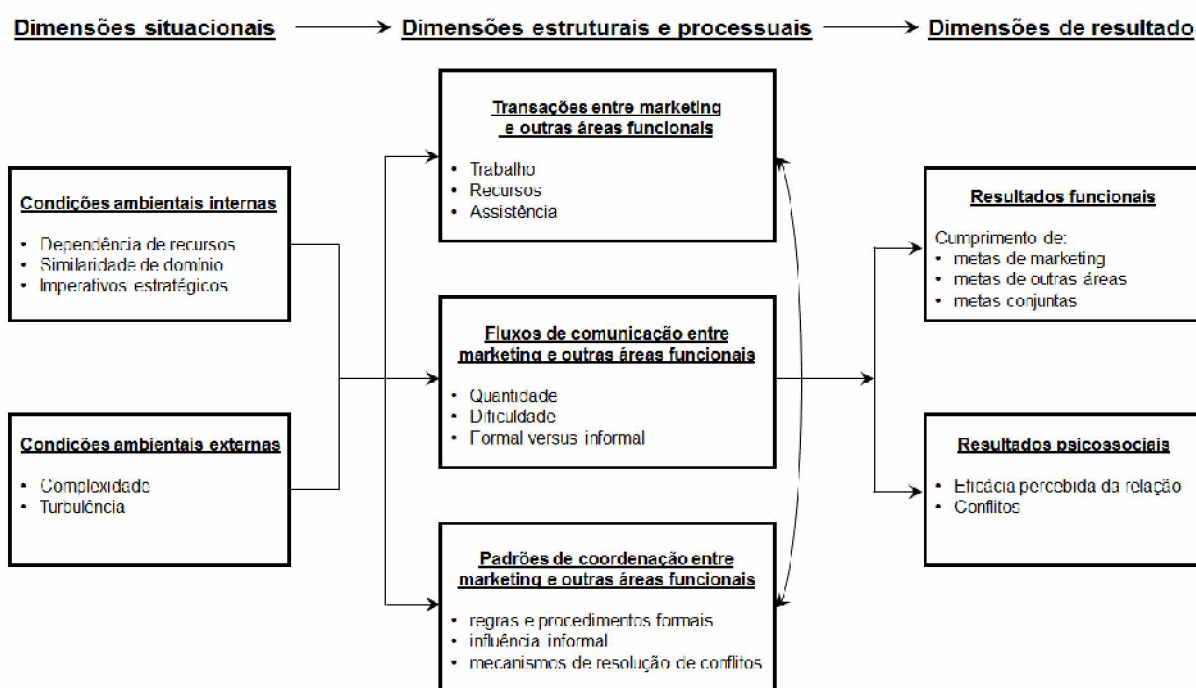 Dimensões situacionais
Dimensões estruturais e processuais
Dimensões de resultado
Condições ambientais internas
• Dependência de recursos
• Similaridade de domínio
• Imperativos estratégicos
Condições ambientais externas
• Complexidade
• Turbulência
Transações entre marketing
e outras áreas funcionais
• Trabalho
• Recursos
• Assistência
Fluxos de comunicação entre
marketing e outras áreas funcionais
• Quantidade
• Dificuldade
• Formal versus informal
Padrões de coordenação entre
marketing e outras áreas funcionais
• regras e procedimentos formais
• influência informal
• mecanismos de resolução de conflitos
Resultados funcionais
Cumprimento de:
• metas de marketing
• metas de outras áreas
• metas conjuntas
Resultados psicossociais
• Eficácia percebida da relação
• Conflitos